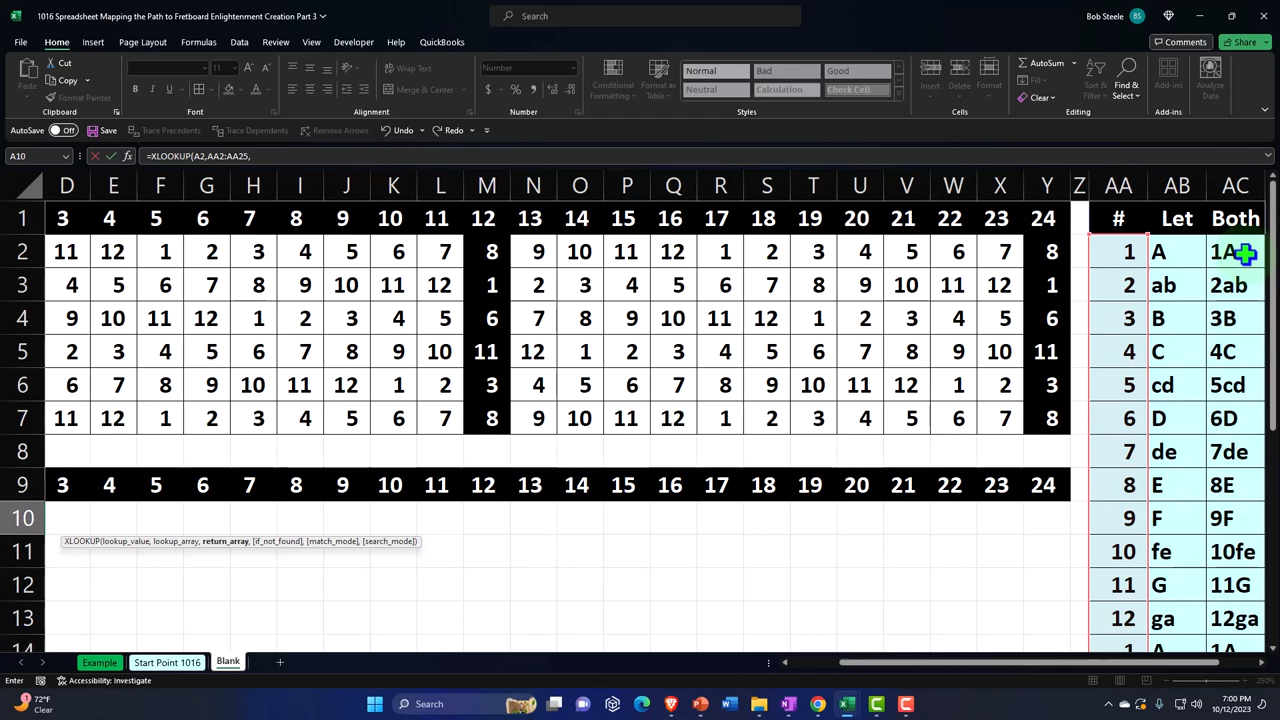 1016 Spreadsheet Mapping the Path to Fretboard Enlightenment Creation Part 3
Search
Bob Steele BS
File Home Insert Page Layout Formulas Data Review View Developer Automate Help QuickBooks
Comments Share
Cut
Copy
Format Painter
Paste
Clipboard
11
B I U
Font
Wrap Text
Merge & Center
Alignment
Number
$ % ,
Number
Conditional Formatting
Format as Table
Normal Bad Good
Neutral Calculation Check Cell
Styles
Insert Delete Format
Cells
AutoSum
Fill
Clear
Sort & Filter
Find & Select
Editing
Add-ins
Add-ins
Analyze Data
AutoSave Off Save Trace Precedents Trace Dependents Remove Arrows Undo Redo
A10 fx =XLOOKUP(A2,AA2:AA25,
D E F G H I J K L M N O P Q R S T U V W X Y Z AA AB AC
1 3 4 5 6 7 8 9 10 11 12 13 14 15 16 17 18 19 20 21 22 23 24 # Let Both
2 11 12 1 2 3 4 5 6 7 8 9 10 11 12 1 2 3 4 5 6 7 8 1 A 1A
3 4 5 6 7 8 9 10 11 12 1 2 3 4 5 6 7 8 9 10 11 12 1 2 ab 2ab
4 9 10 11 12 1 2 3 4 5 6 7 8 9 10 11 12 1 2 3 4 5 6 3 B 3B
5 2 3 4 5 6 7 8 9 10 11 12 1 2 3 4 5 6 7 8 9 10 11 4 C 4C
6 6 7 8 9 10 11 12 1 2 3 4 5 6 7 8 9 10 11 12 1 2 3 5 cd 5cd
7 11 12 1 2 3 4 5 6 7 8 9 10 11 12 1 2 3 4 5 6 7 8 6 D 6D
8 7 de 7de
9 3 4 5 6 7 8 9 10 11 12 13 14 15 16 17 18 19 20 21 22 23 24 8 E 8E
10 9 F 9F
XLOOKUP(lookup_value, lookup_array, return_array, [if_not_found], [match_mode], [search_mode])
11 10 fe 10fe
12 11 G 11G
13 12 ga 12ga
14 1 A 1A
Example Start Point 1016 Blank
Enter Accessibility: Investigate
250%
1
72°F
Clear
Search
7:00 PM
10/12/2023